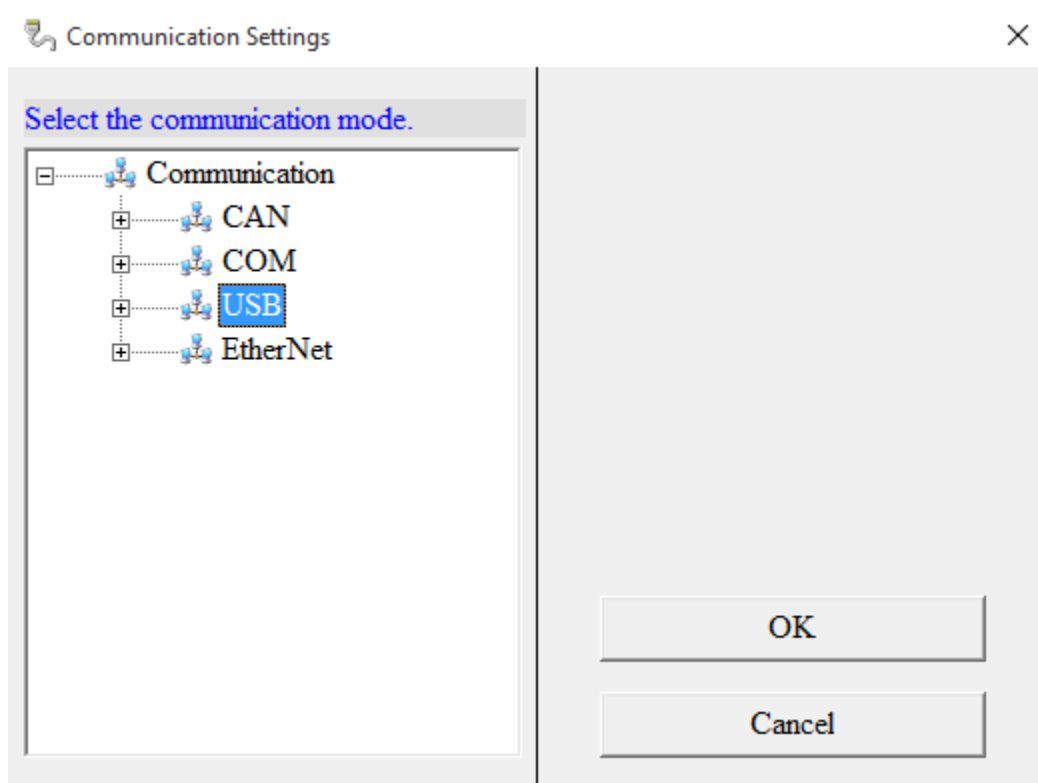 Communication Settings
Select the communication mode.
Communication
CAN
COM
USB
EtherNet
OK
Cancel